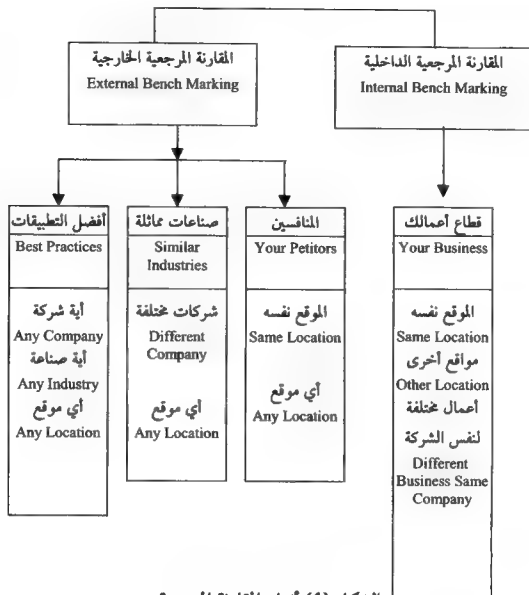 المقارنة المرجعية الداخلية
Internal Bench Marking
المقارنة المرجعية الخارجية
External Bench Marking
قطاع أعمالك
Your Business
الموقع نفسه
Same Location
مواقع أخرى
Other Location
أعمال مختلفة
لنفس الشركة
Different
Business Same
Company
المنافسين
Your Petitors
الموقع نفسه
Same Location
أي موقع
Any Location
صناعات مماثلة
Similar
Industries
شركات مختلفة
Different
Company
أي موقع
Any Location
أفضل التطبيقات
Best Practices
أية شركة
Any Company
أية صناعة
Any Industry
أي موقع
Any Location